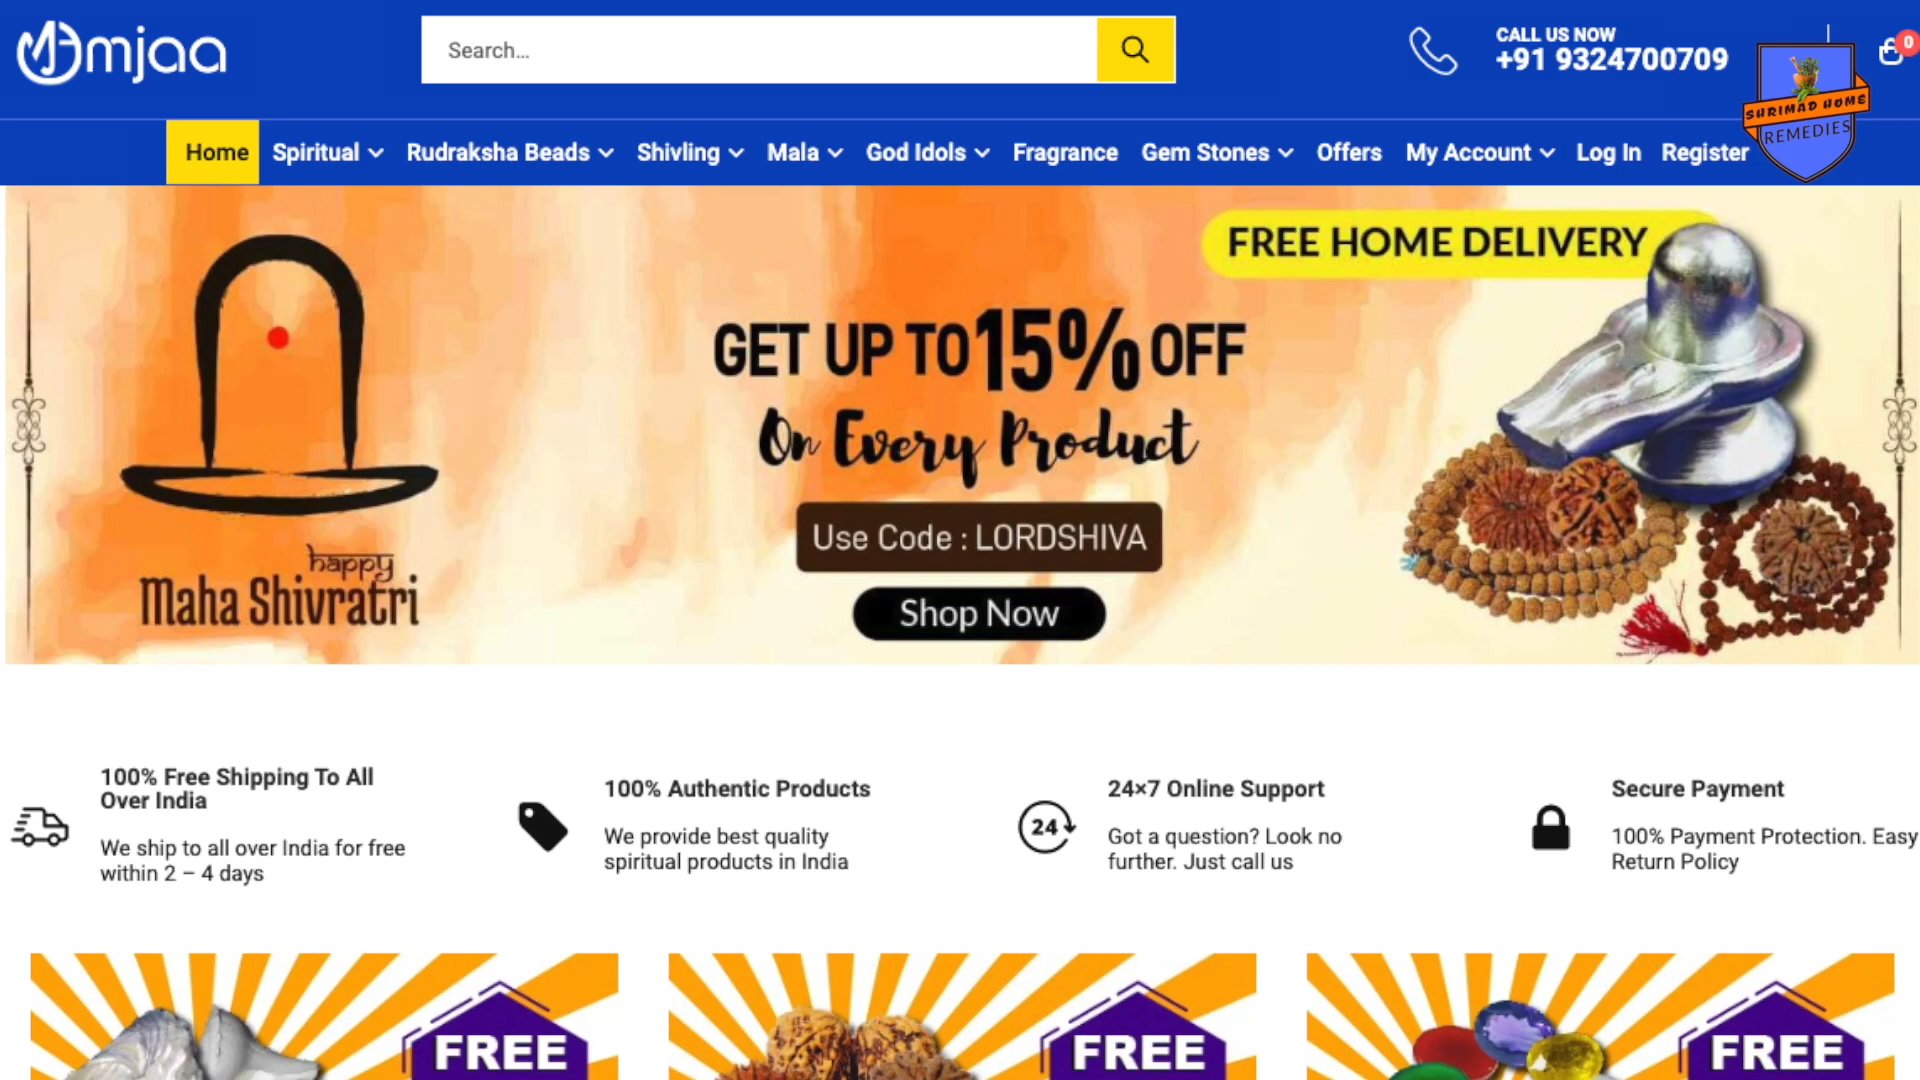 Omjaa
Search...
CALL US NOW
+91 9324700709
0
SHRIMAD HOME
REMEDIES
Home Spiritual Rudraksha Beads Shivling Mala God Idols Fragrance Gem Stones Offers My Account Log In Register
FREE HOME DELIVERY
GET UP TO 15% OFF
On Every Product
Use Code : LORDSHIVA
Shop Now
happy
Maha Shivratri
100% Free Shipping To All
Over India
We ship to all over India for free
within 2 – 4 days
100% Authentic Products
We provide best quality
spiritual products in India
24
24×7 Online Support
Got a question? Look no
further. Just call us
Secure Payment
100% Payment Protection. Easy
Return Policy
FREE
FREE
FREE